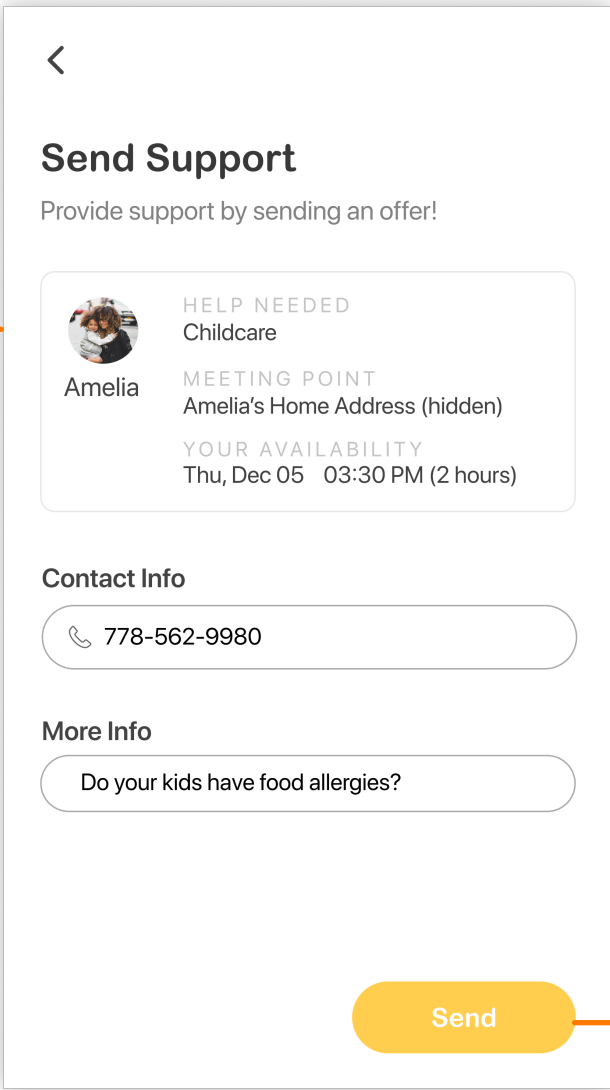 Send Support
Provide support by sending an offer!
HELP NEEDED
Childcare
Amelia
MEETING POINT
Amelia’s Home Address (hidden)
YOUR AVAILABILITY
Thu, Dec 05 03:30 PM (2 hours)
Contact Info
778-562-9980
More Info
Do your kids have food allergies?
Send